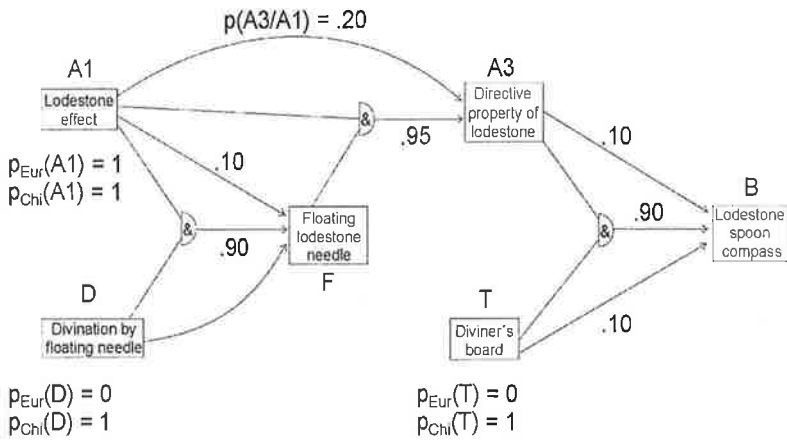 p(A3/A1) = .20
A1
Lodestone
effect
pEur(A1) = 1
pChi(A1) = 1
A3
Directive
property of
lodestone
&
.95
.10
.10
B
Lodestone
spoon
compass
&
.90
Floating
lodestone
needle
F
&
.90
D
Divination by
floating needle
T
Diviner's
board
.10
pEur(D) = 0
pChi(D) = 1
pEur(T) = 0
pChi(T) = 1